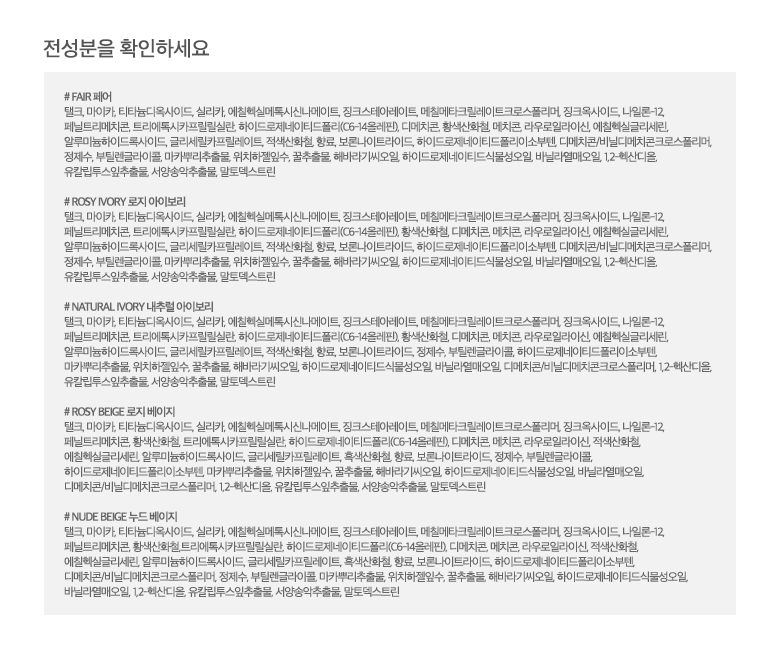 전성분을 확인하세요
# FAIR 페어
탤크, 마이카, 티타늄디옥사이드, 실리카, 에칠헥실메톡시신나메이트, 징크스테아레이트, 메칠메타크릴레이트크로스폴리머, 징크옥사이드, 나일론-12,
페닐트리메치콘, 트리에톡시카프릴릴실란, 하이드로제네이티드폴리(C6-14올레핀), 디메치콘, 황색산화철, 메치콘, 라우로일라이신, 에칠헥실글리세린,
알루미늄하이드록사이드, 글리세릴카프릴레이트, 적색산화철, 향료, 보론나이트라이드, 하이드로제네이티드폴리이소부텐, 디메치콘/비닐디메치콘크로스폴리머,
정제수, 부틸렌글라이콜, 마카뿌리추출물, 위치하젤잎수, 꿀추출물, 해바라기씨오일, 하이드로제네이티드식물성오일, 바닐라열매오일, 1,2-헥산디올,
유칼립투스잎추출물, 서양송악추출물, 말토덱스트린
# ROSY IVORY 로지 아이보리
탤크, 마이카, 티타늄디옥사이드, 실리카, 에칠헥실메톡시신나메이트, 징크스테아레이트, 메칠메타크릴레이트크로스폴리머, 징크옥사이드, 나일론-12,
페닐트리메치콘, 트리에톡시카프릴릴실란, 하이드로제네이티드폴리(C6-14올레핀), 황색산화철, 디메치콘, 메치콘, 라우로일라이신, 에칠헥실글리세린,
알루미늄하이드록사이드, 글리세릴카프릴레이트, 적색산화철, 향료, 보론나이트라이드, 하이드로제네이티드폴리이소부텐, 디메치콘/비닐디메치콘크로스폴리머,
정제수, 부틸렌글라이콜, 마카뿌리추출물, 위치하젤잎수, 꿀추출물, 해바라기씨오일, 하이드로제네이티드식물성오일, 바닐라열매오일, 1,2-헥산디올,
유칼립투스잎추출물, 서양송악추출물, 말토덱스트린
# NATURAL IVORY 내추럴 아이보리
탤크, 마이카, 티타늄디옥사이드, 실리카, 에칠헥실메톡시신나메이트, 징크스테아레이트, 메칠메타크릴레이트크로스폴리머, 징크옥사이드, 나일론-12,
페닐트리메치콘, 트리에톡시카프릴릴실란, 하이드로제네이티드폴리(C6-14올레핀), 황색산화철, 디메치콘, 메치콘, 라우로일라이신, 에칠헥실글리세린,
알루미늄하이드록사이드, 글리세릴카프릴레이트, 적색산화철, 향료, 보론나이트라이드, 정제수, 부틸렌글라이콜, 하이드로제네이티드폴리이소부텐,
마카뿌리추출물, 위치하젤잎수, 꿀추출물, 해바라기씨오일, 하이드로제네이티드식물성오일, 바닐라열매오일, 디메치콘/비닐디메치콘크로스폴리머, 1,2-헥산디올,
유칼립투스잎추출물, 서양송악추출물, 말토덱스트린
# ROSY BEIGE 로지 베이지
탤크, 마이카, 티타늄디옥사이드, 실리카, 에칠헥실메톡시신나메이트, 징크스테아레이트, 메칠메타크릴레이트크로스폴리머, 징크옥사이드, 나일론-12,
페닐트리메치콘, 황색산화철, 트리에톡시카프릴릴실란, 하이드로제네이티드폴리(C6-14올레핀), 디메치콘, 메치콘, 라우로일라이신, 적색산화철,
에칠헥실글리세린, 알루미늄하이드록사이드, 글리세릴카프릴레이트, 흑색산화철, 향료, 보론나이트라이드, 정제수, 부틸렌글라이콜,
하이드로제네이티드폴리이소부텐, 마카뿌리추출물, 위치하젤잎수, 꿀추출물, 해바라기씨오일, 하이드로제네이티드식물성오일, 바닐라열매오일,
디메치콘/비닐디메치콘크로스폴리머, 1,2-헥산디올, 유칼립투스잎추출물, 서양송악추출물, 말토덱스트린
# NUDE BEIGE 누드 베이지
탤크, 마이카, 티타늄디옥사이드, 실리카, 에칠헥실메톡시신나메이트, 징크스테아레이트, 메칠메타크릴레이트크로스폴리머, 징크옥사이드, 나일론-12,
페닐트리메치콘, 황색산화철,트리에톡시카프릴릴실란, 하이드로제네이티드폴리(C6-14올레핀), 디메치콘, 메치콘, 라우로일라이신, 적색산화철,
에칠헥실글리세린, 알루미늄하이드록사이드, 글리세릴카프릴레이트, 흑색산화철, 향료, 보론나이트라이드, 하이드로제네이티드폴리이소부텐,
디메치콘/비닐디메치콘크로스폴리머, 정제수, 부틸렌글라이콜, 마카뿌리추출물, 위치하젤잎수, 꿀추출물, 해바라기씨오일, 하이드로제네이티드식물성오일,
바닐라열매오일, 1,2-헥산디올, 유칼립투스잎추출물, 서양송악추출물, 말토덱스트린